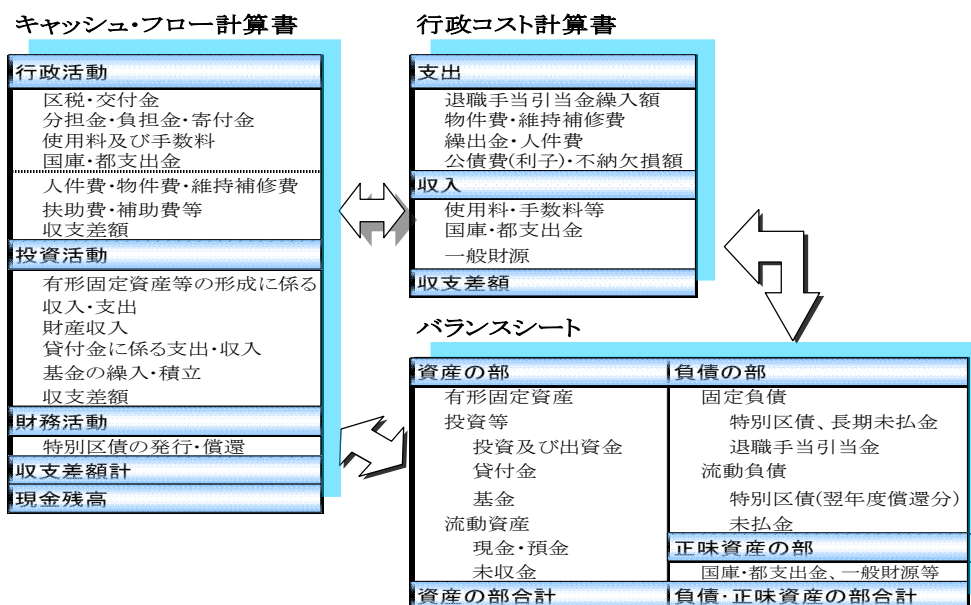 キャッシュ・フロー計算書
行政活動
区税・交付金
分担金・負担金・寄付金
使用料及び手数料
国庫・都支出金
人件費・物件費・維持補修費
扶助費・補助費等
収支差額
投資活動
有形固定資産等の形成に係る
収入・支出
財産収入
貸付金に係る支出・収入
基金の繰入・積立
収支差額
財務活動
特別区債の発行・償還
収支差額計
現金残高
行政コスト計算書
支出
退職手当引当金繰入額
物件費・維持補修費
繰出金・人件費
公債費(利子)・不納欠損額
収入
使用料・手数料等
国庫・都支出金
一般財源
収支差額
バランスシート
資産の部
有形固定資産
投資等
投資及び出資金
貸付金
基金
流動資産
現金・預金
未収金
資産の部合計
負債の部
固定負債
特別区債、長期未払金
退職手当引当金
流動負債
特別区債(翌年度償還分)
未払金
正味資産の部
国庫・都支出金、一般財源等
負債・正味資産の部合計